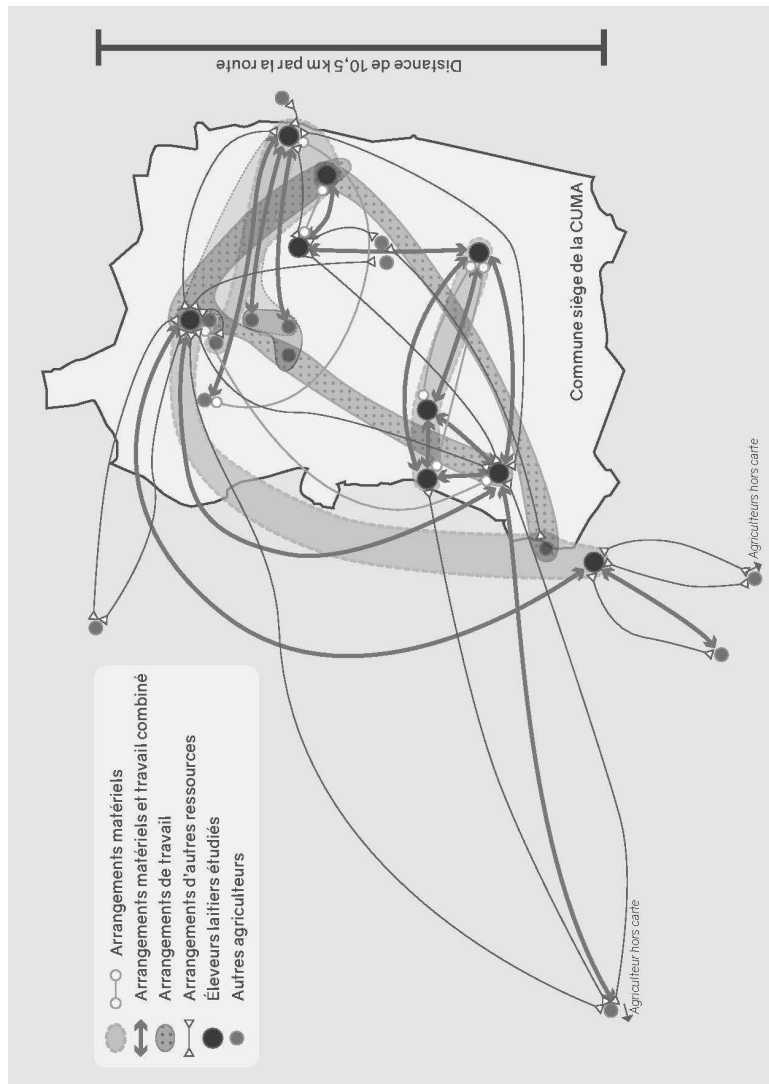 Arrangements matériels
Arrangements matériels et travail combiné
Arrangements de travail
Arrangements d'autres ressources
Éleveurs laitiers étudiés
Autres agriculteurs
Agriculteur hors carte
Agriculteurs hors carte
Commune siège de la CUMA
Distance de 10,5 km par la route